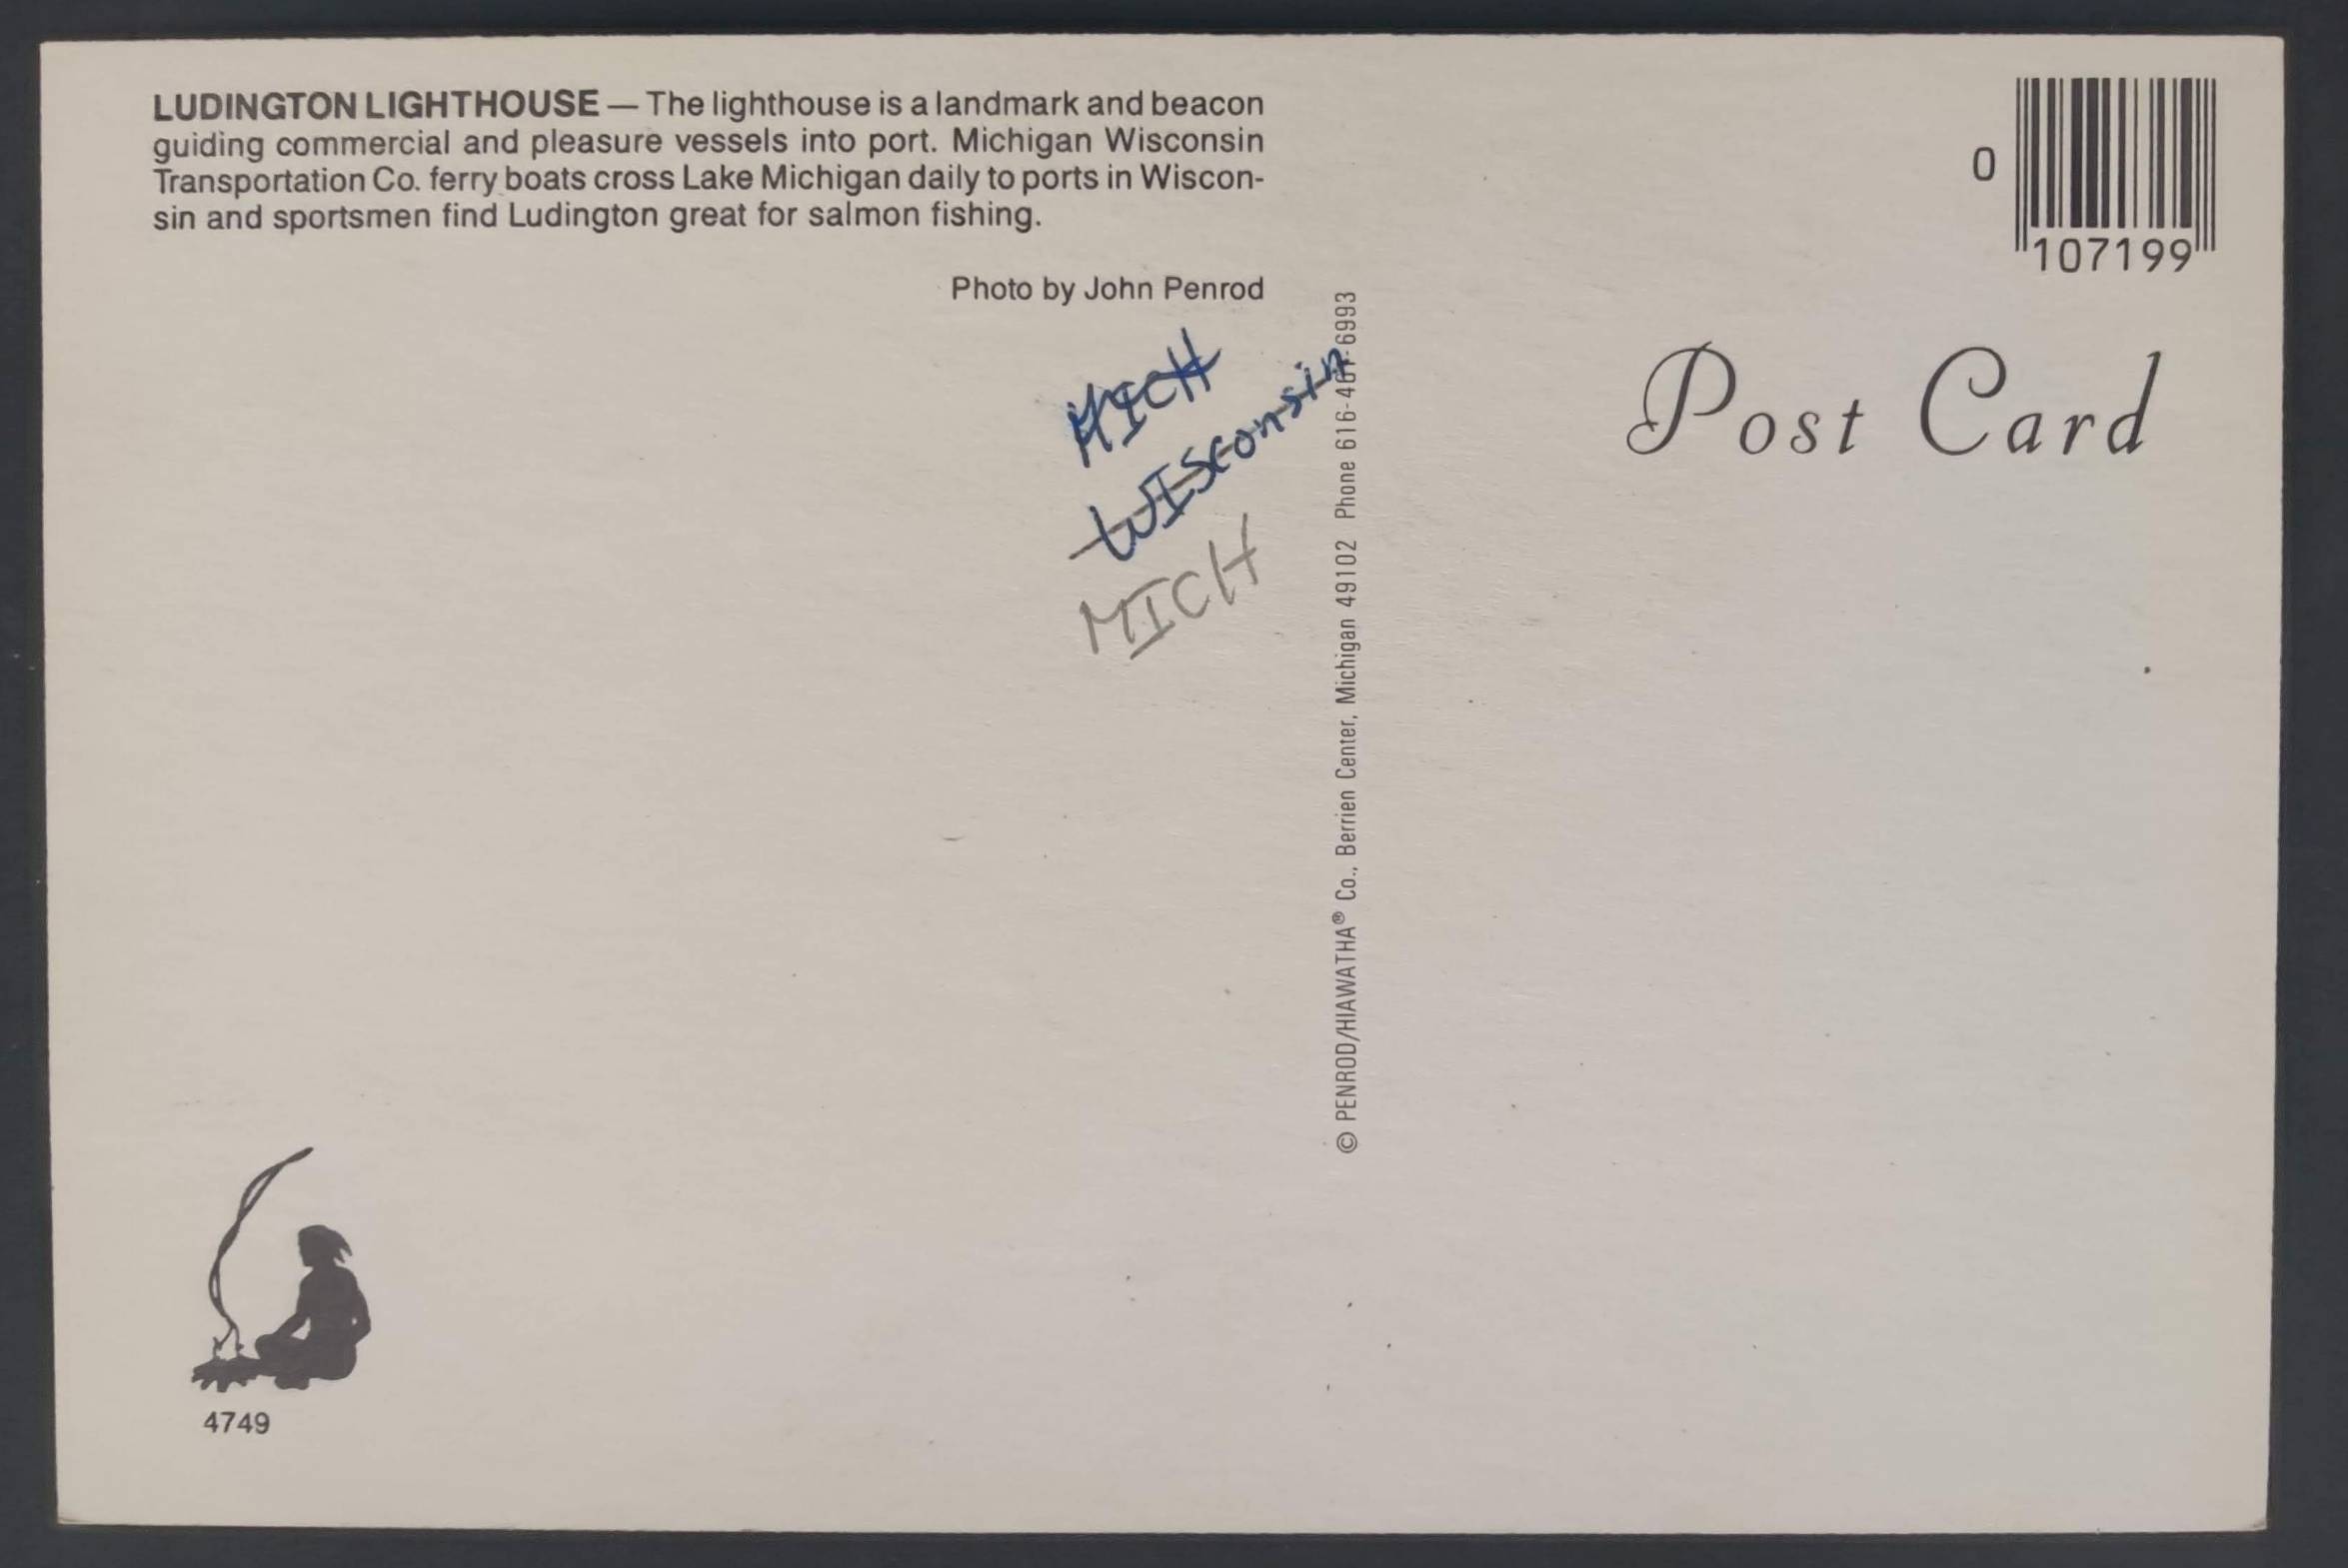 LUDINGTON LIGHTHOUSE — The lighthouse is a landmark and beacon
guiding commercial and pleasure vessels into port. Michigan Wisconsin
Transportation Co. ferry boats cross Lake Michigan daily to ports in Wiscon-
sin and sportsmen find Ludington great for salmon fishing.
Photo by John Penrod
MICH
Wisconsin
MICH
© PENROD/HIAWATHA® Co., Berrien Center, Michigan 49102 Phone 616-461-6993
0
107199
Post Card
4749